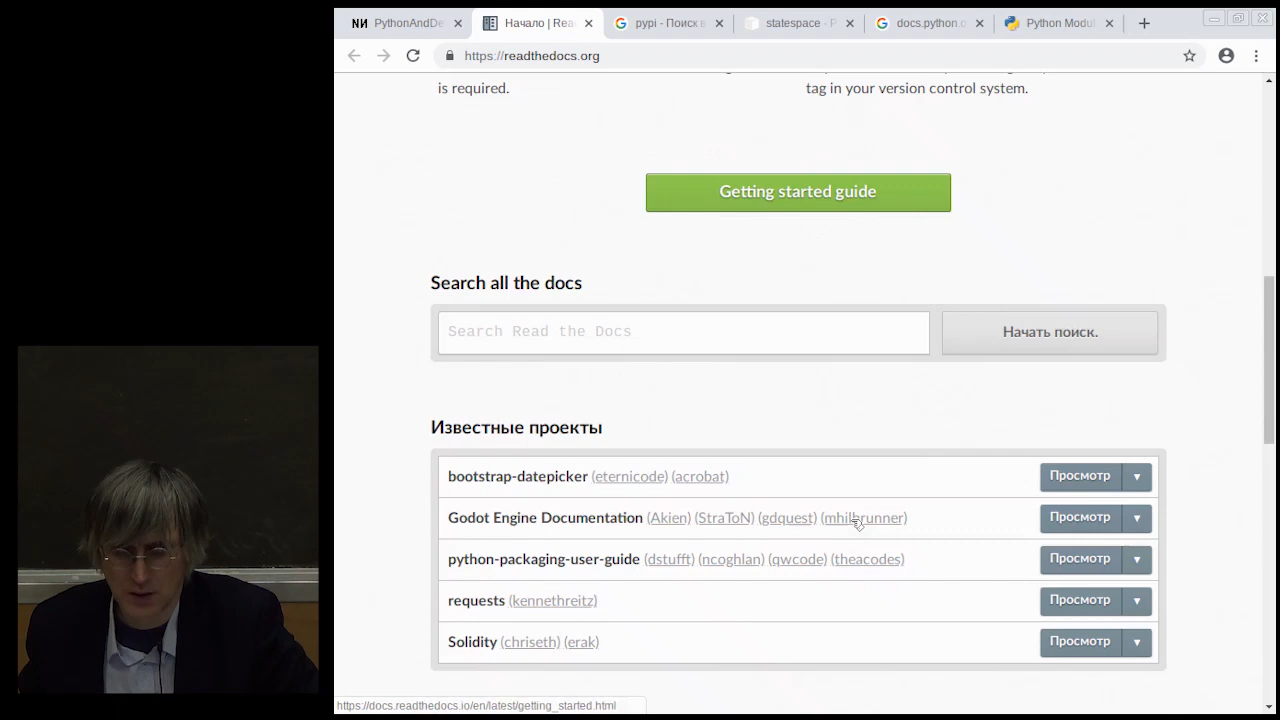 PythonAndDe
Начало | Rea
pypi - Поиск в
statespace - P
docs.python.o
Python Modul
https://readthedocs.org
is required.
tag in your version control system.
Getting started guide
Search all the docs
Search Read the Docs
Начать поиск.
Известные проекты
bootstrap-datepicker (eternicode) (acrobat) Просмотр
Godot Engine Documentation (Akien) (StraToN) (gdquest) (mhilbrunner) Просмотр
python-packaging-user-guide (dstufft) (ncoghlan) (qwcode) (theacodes) Просмотр
requests (kennethreitz) Просмотр
Solidity (chriseth) (erak) Просмотр
https://docs.readthedocs.io/en/latest/getting_started.html